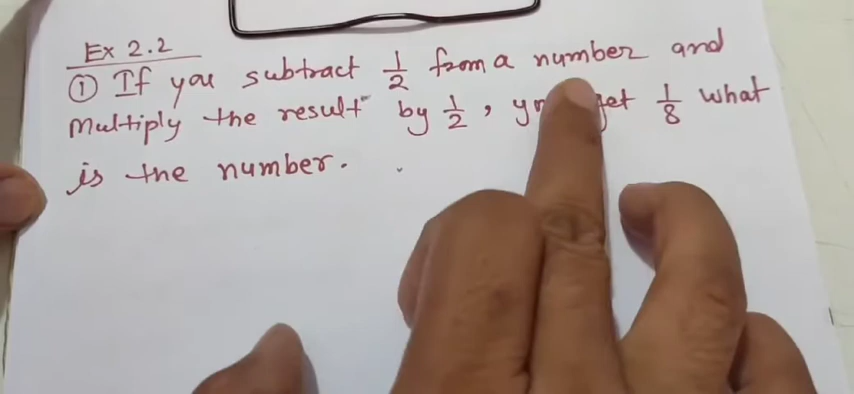 Ex 2.2
① If you subtract 1/2 from a number and
Multiply the result by 1/2, get 1/8 what
is the number.